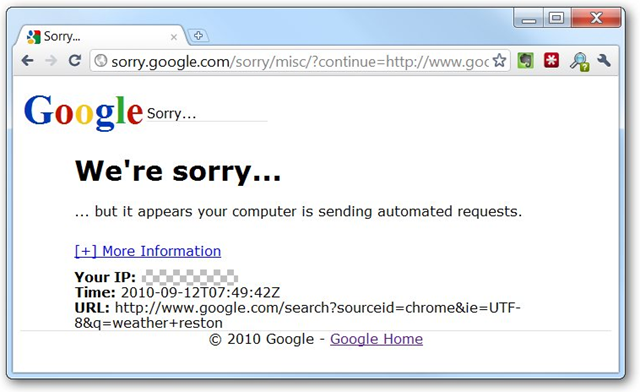 Sorry...
sorry.google.com/sorry/misc/?continue=http://www.goo
Google Sorry...
We're sorry...
... but it appears your computer is sending automated requests.
[+] More Information
Your IP:
Time: 2010-09-12T07:49:42Z
URL: http://www.google.com/search?sourceid=chrome&ie=UTF-
8&q=weather+reston
© 2010 Google - Google Home